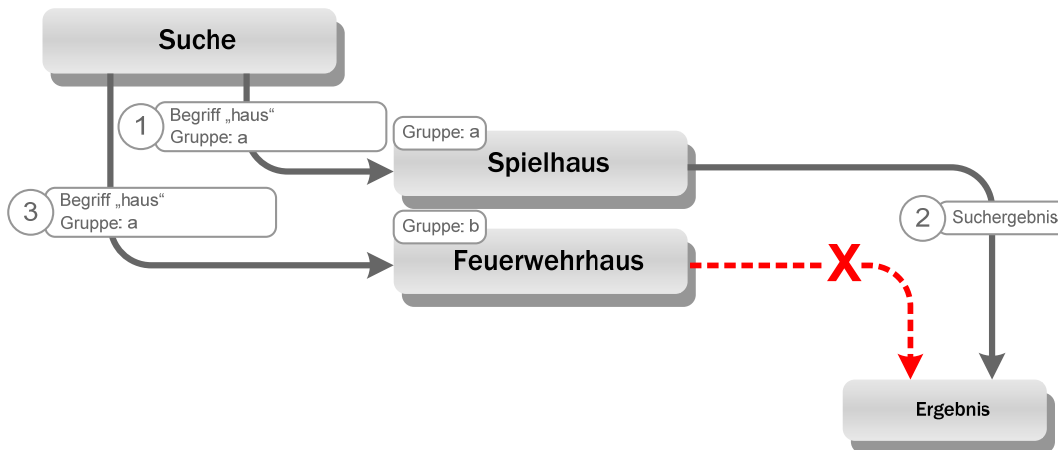 Suche
1
Begriff „haus“
Gruppe: a
Gruppe: a
Spielhaus
3
Begriff „haus“
Gruppe: a
2
Suchergebnis
Gruppe: b
Feuerwehrhaus
X
Ergebnis